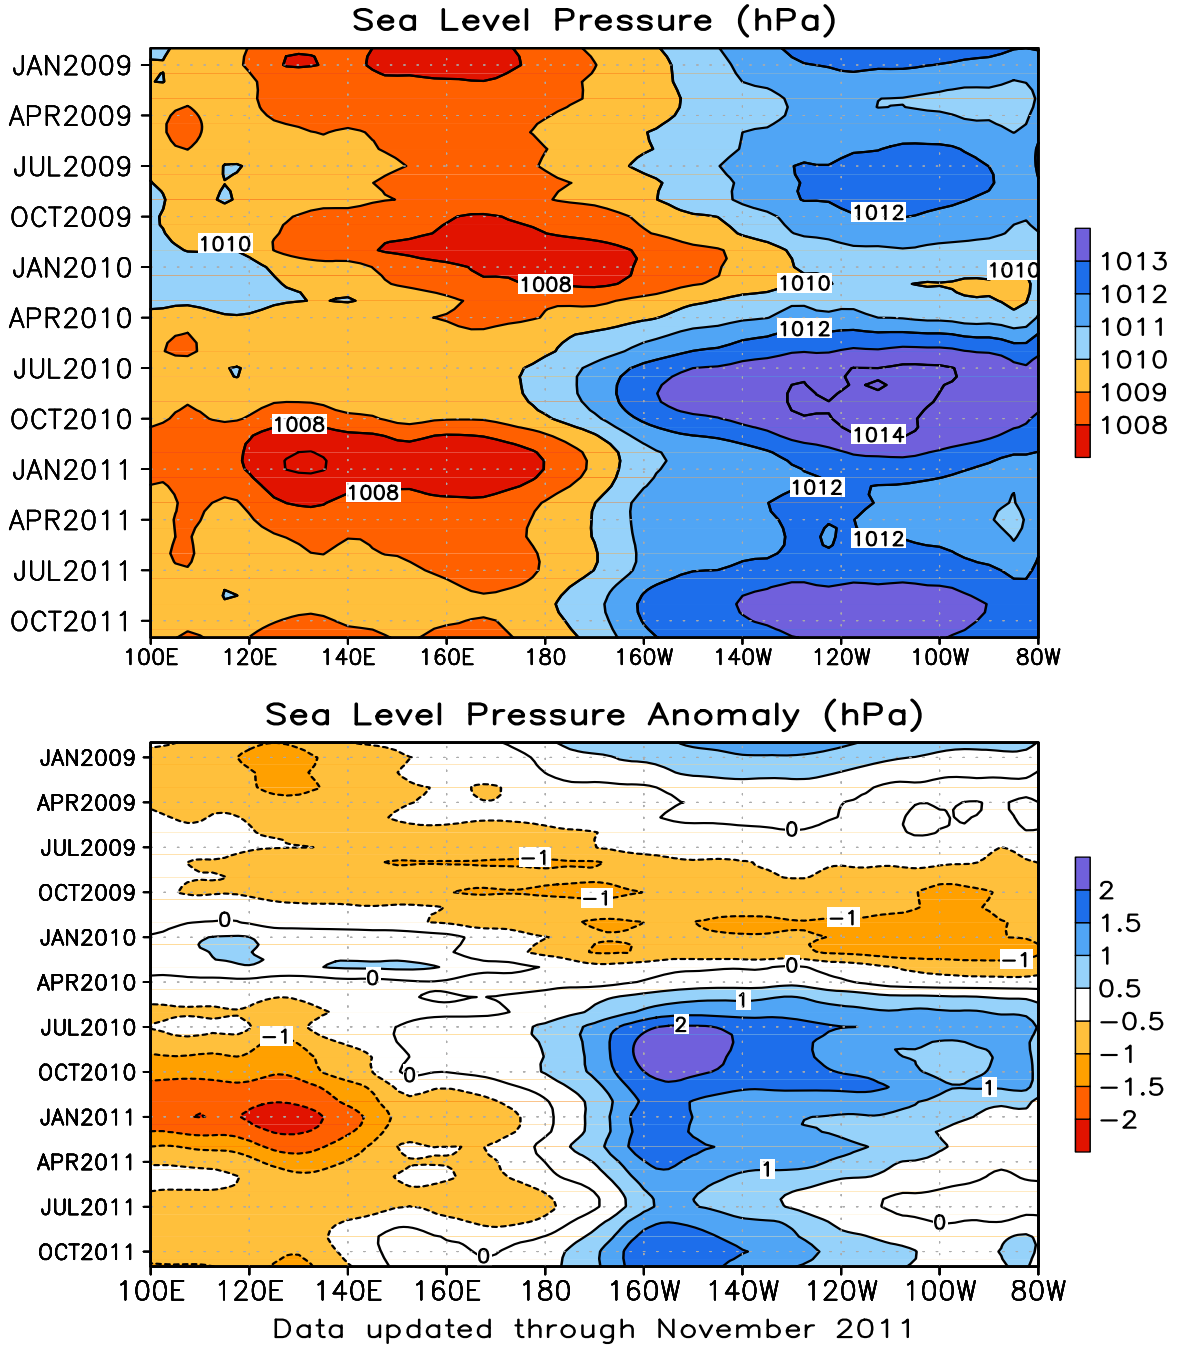 Sea Level Pressure (hPa)
JAN2009
APR2009
JUL2009
OCT2009
JAN2010
APR2010
JUL2010
OCT2010
JAN2011
APR2011
JUL2011
OCT2011
1012
1010
1010
1008
1010
1012
1008
1014
1008
1012
1012
1013
1012
1011
1010
1009
1008
100E 120E 140E 160E 180 160W 140W 120W 100W 80W
Sea Level Pressure Anomaly (hPa)
JAN2009
APR2009
JUL2009
OCT2009
JAN2010
APR2010
JUL2010
OCT2010
JAN2011
APR2011
JUL2011
OCT2011
0
−1
−1
0
−1
−1
0
0
1
2
−1
0
1
1
0
0
2
1.5
1
0.5
−0.5
−1
−1.5
−2
100E 120E 140E 160E 180 160W 140W 120W 100W 80W
Data updated through November 2011